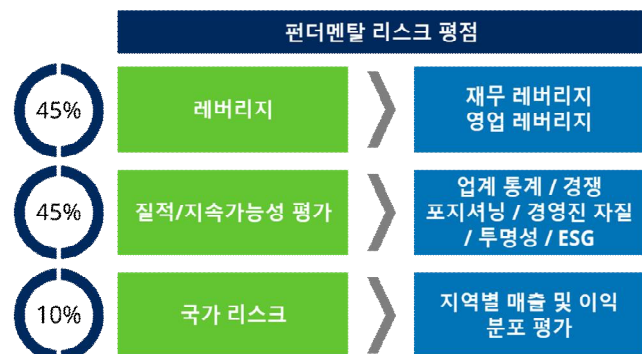 펀더멘탈 리스크 평점
45%
레버리지
재무 레버리지
영업 레버리지
45%
질적/지속가능성 평가
업계 통계 / 경쟁
포지셔닝 / 경영진 자질
/ 투명성 / ESG
10%
국가 리스크
지역별 매출 및 이익
분포 평가